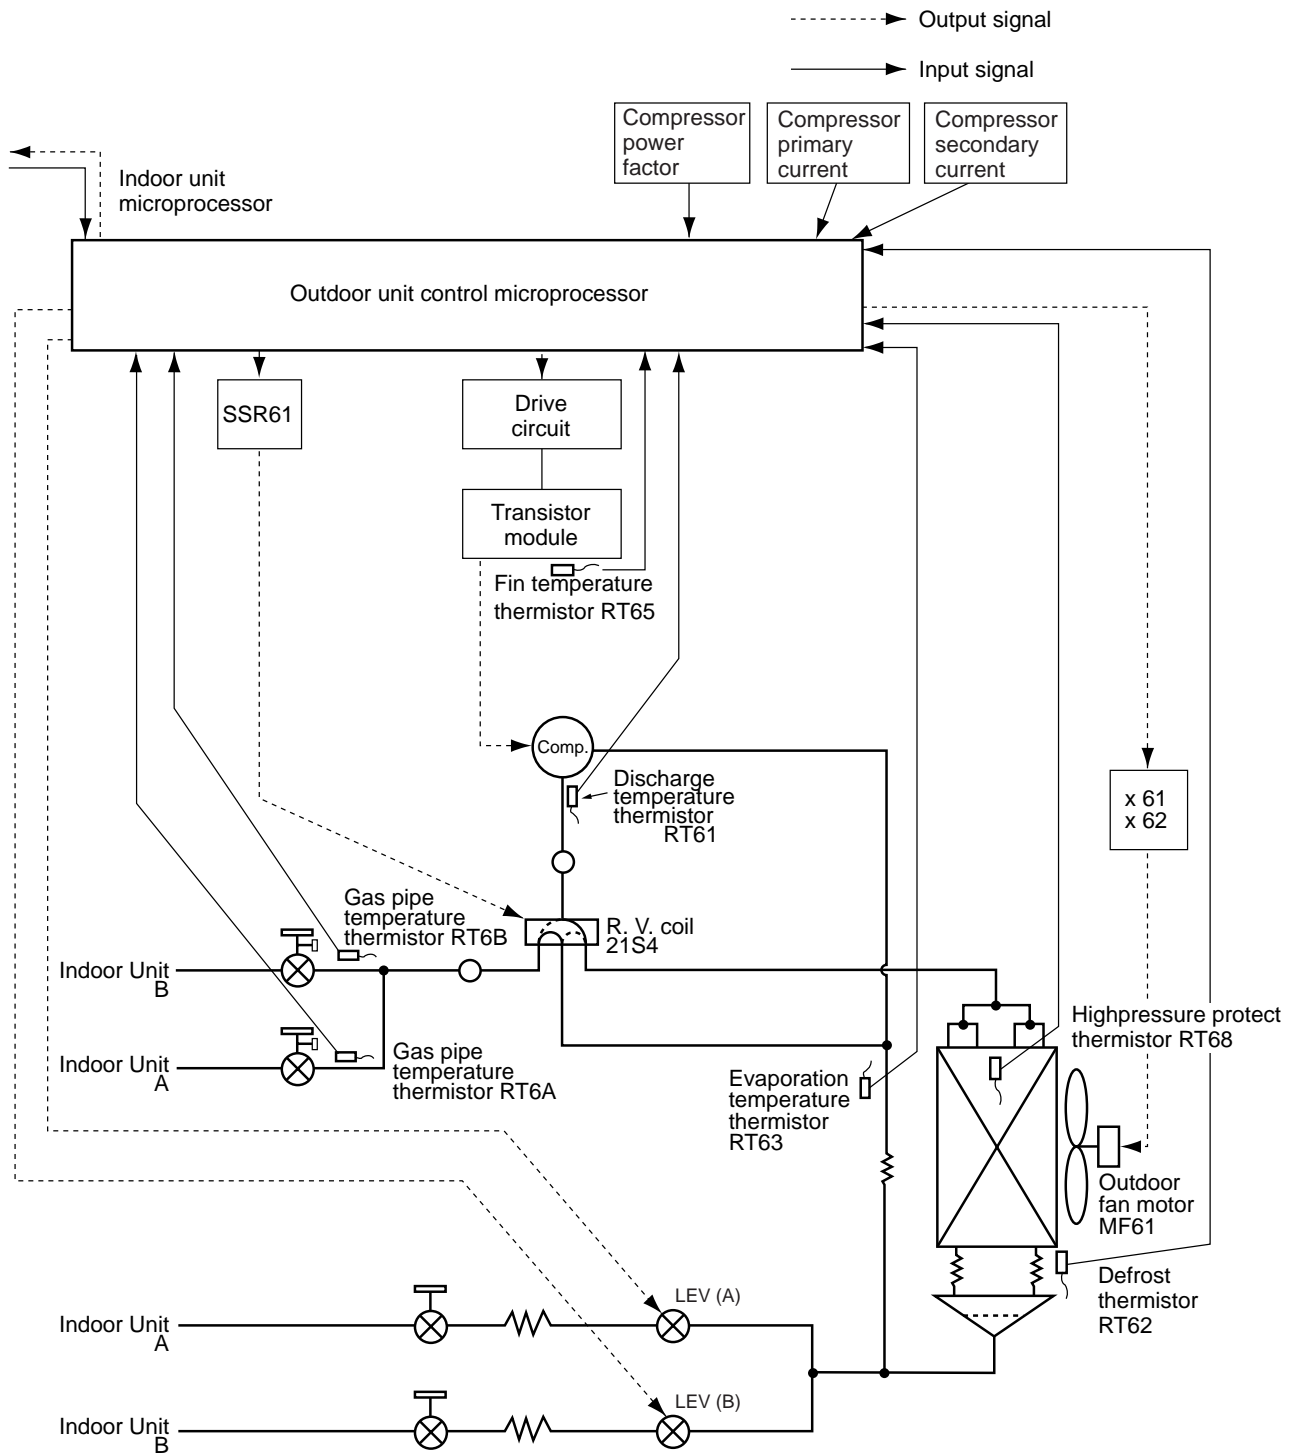 Output signal
Input signal
Compressor
power
factor
Compressor
primary
current
Compressor
secondary
current
Indoor unit
microprocessor
Outdoor unit control microprocessor
SSR61
Drive
circuit
Transistor
module
Fin temperature
thermistor RT65
Comp.
Discharge
temperature
thermistor
RT61
x 61
x 62
Gas pipe
temperature
thermistor RT6B
R. V. coil
21S4
Indoor Unit
B
Highpressure protect
thermistor RT68
Gas pipe
temperature
thermistor RT6A
Indoor Unit
A
Evaporation
temperature
thermistor
RT63
Outdoor
fan motor
MF61
Defrost
thermistor
RT62
LEV (A)
Indoor Unit
A
LEV (B)
Indoor Unit
B